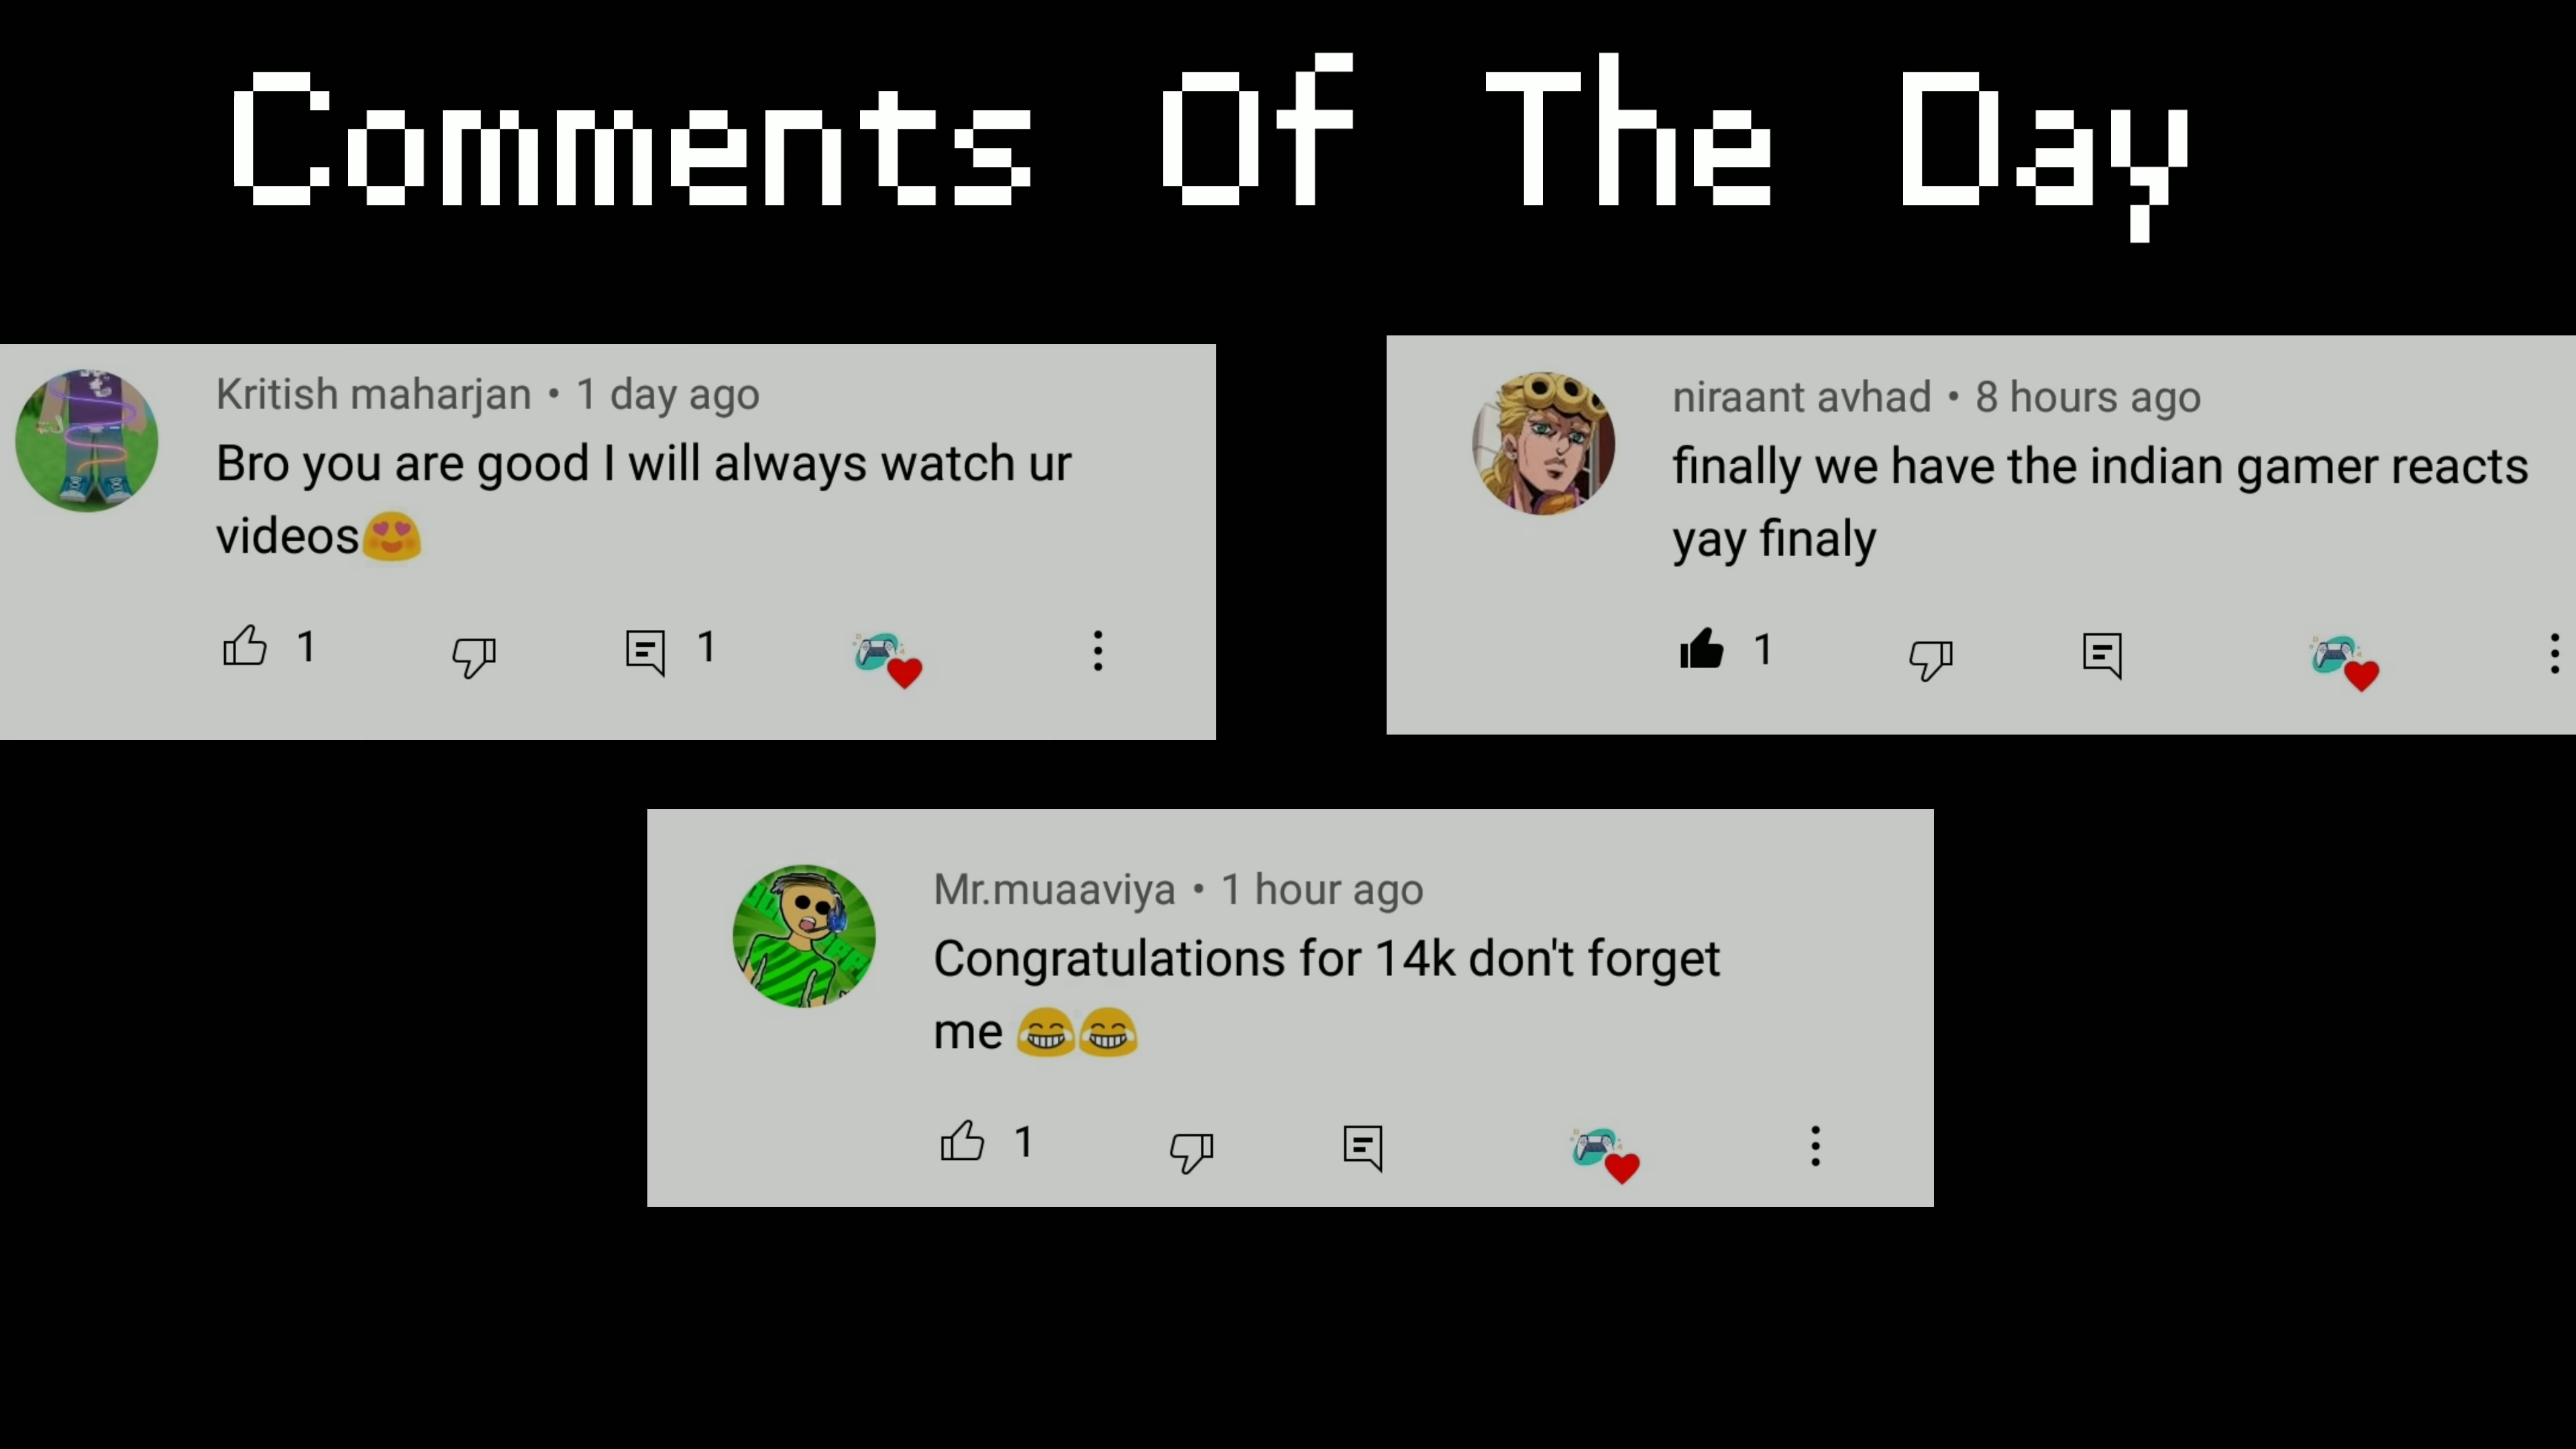 Comments Of The Day
Kritish maharjan • 1 day ago
Bro you are good I will always watch ur
videos😍
1
1
niraant avhad • 8 hours ago
finally we have the indian gamer reacts
yay finaly
1
Mr.muaaviya • 1 hour ago
Congratulations for 14k don't forget
me 😂😂
1